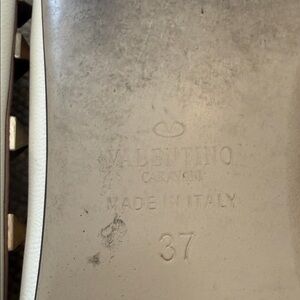 VALENTINO
GARAVANI
MADE IN ITALY
37